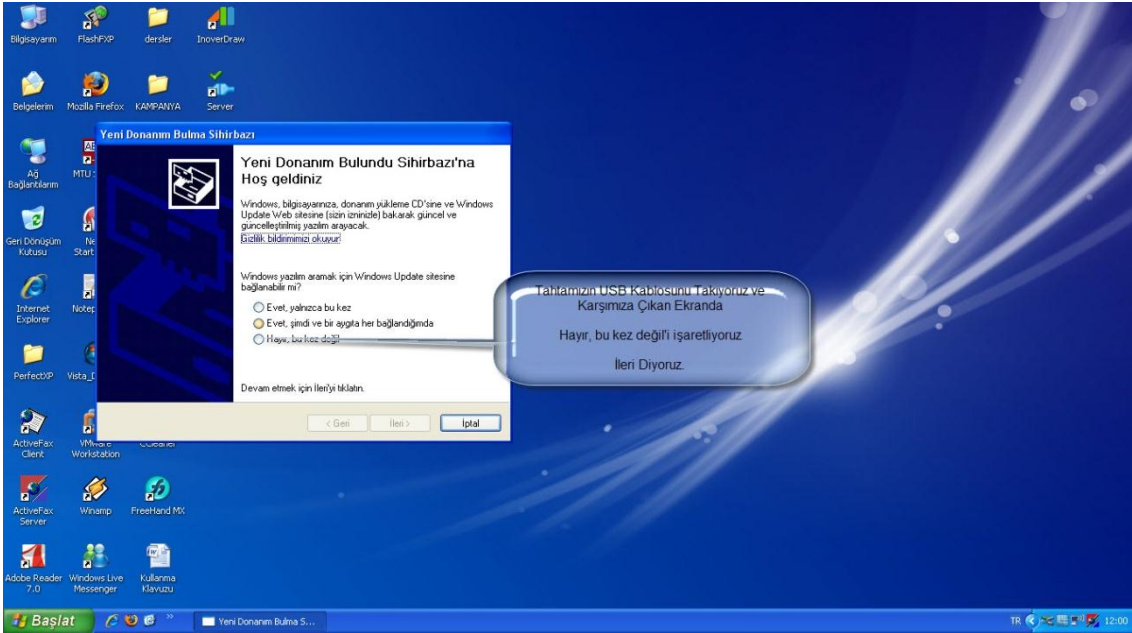 Bilgisayarım
FlashFXP
dersler
InoverDraw
Belgelerim
Mozilla Firefox
KAMPANYA
Server
Ağ
Bağlantılarım
MTU
Geri Dönüşüm
Kutusu
Ne
Start
Internet
Explorer
Notep
PerfectXP
Vista_
ActiveFax
Client
VMware
Workstation
CCleaner
ActiveFax
Server
Winamp
FreeHand MX
Adobe Reader
7.0
Windows Live
Messenger
Kullanma
Klavuzu
Yeni Donanım Bulma Sihirbazı
Yeni Donanım Bulundu Sihirbazı'na
Hoş geldiniz
Windows, bilgisayarınıza, donanım yükleme CD'sine ve Windows
Update Web sitesine (sizin izninizle) bakarak güncel ve
güncelleştirilmiş yazılım arayacak.
Gizlilik bildirimimizi okuyun
Windows yazılım aramak için Windows Update sitesine
bağlanabilir mi?
Evet, yalnızca bu kez
Evet, şimdi ve bir aygıta her bağlandığımda
Hayır, bu kez değil
Devam etmek için İleri'yi tıklatın.
< Geri
İleri >
İptal
Tahtamızın USB Kablosunu Takıyoruz ve
Karşımıza Çıkan Ekranda
Hayır, bu kez değil'i işaretliyoruz
İleri Diyoruz.
Başlat
Yeni Donanım Bulma S...
TR
12:00